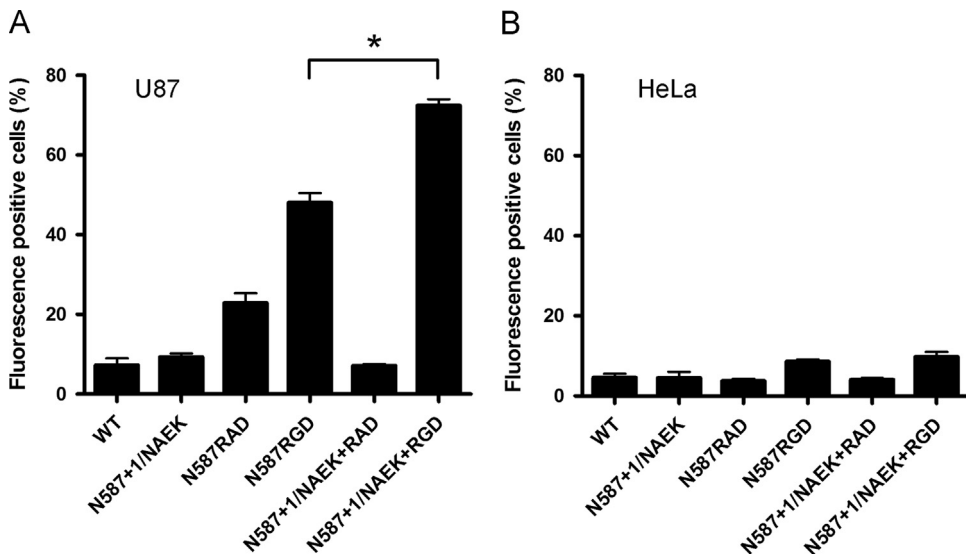 A
U87
*
Fluorescence positive cells (%)
80
60
40
20
0
WT
N587+1/NAEK
N587RAD
N587RGD
N587+1/NAEK+RAD
N587+1/NAEK+RGD
B
HeLa
Fluorescence positive cells (%)
80
60
40
20
0
WT
N587+1/NAEK
N587RAD
N587RGD
N587+1/NAEK+RAD
N587+1/NAEK+RGD